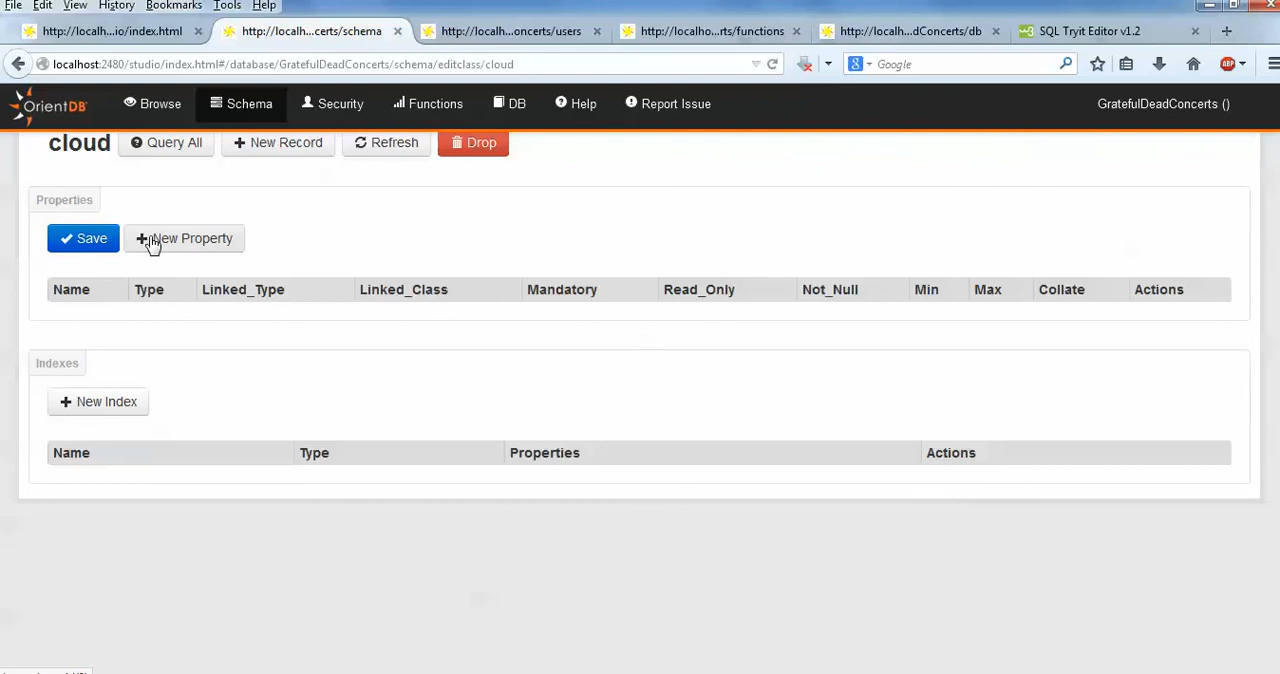 File Edit View History Bookmarks Tools Help
http://localh...io/index.html × http://localh...certs/schema × http://localh...oncerts/users × http://localho...rts/functions × http://localh...dConcerts/db × SQL Tryit Editor v1.2 ×
localhost:2480/studio/index.html#/database/GratefulDeadConcerts/schema/editclass/cloud Google ABP
OrientDB Browse Schema Security Functions DB Help Report Issue GratefulDeadConcerts ()
cloud Query All New Record Refresh Drop
Properties
Save New Property
Name Type Linked_Type Linked_Class Mandatory Read_Only Not_Null Min Max Collate Actions
Indexes
New Index
Name Type Properties Actions